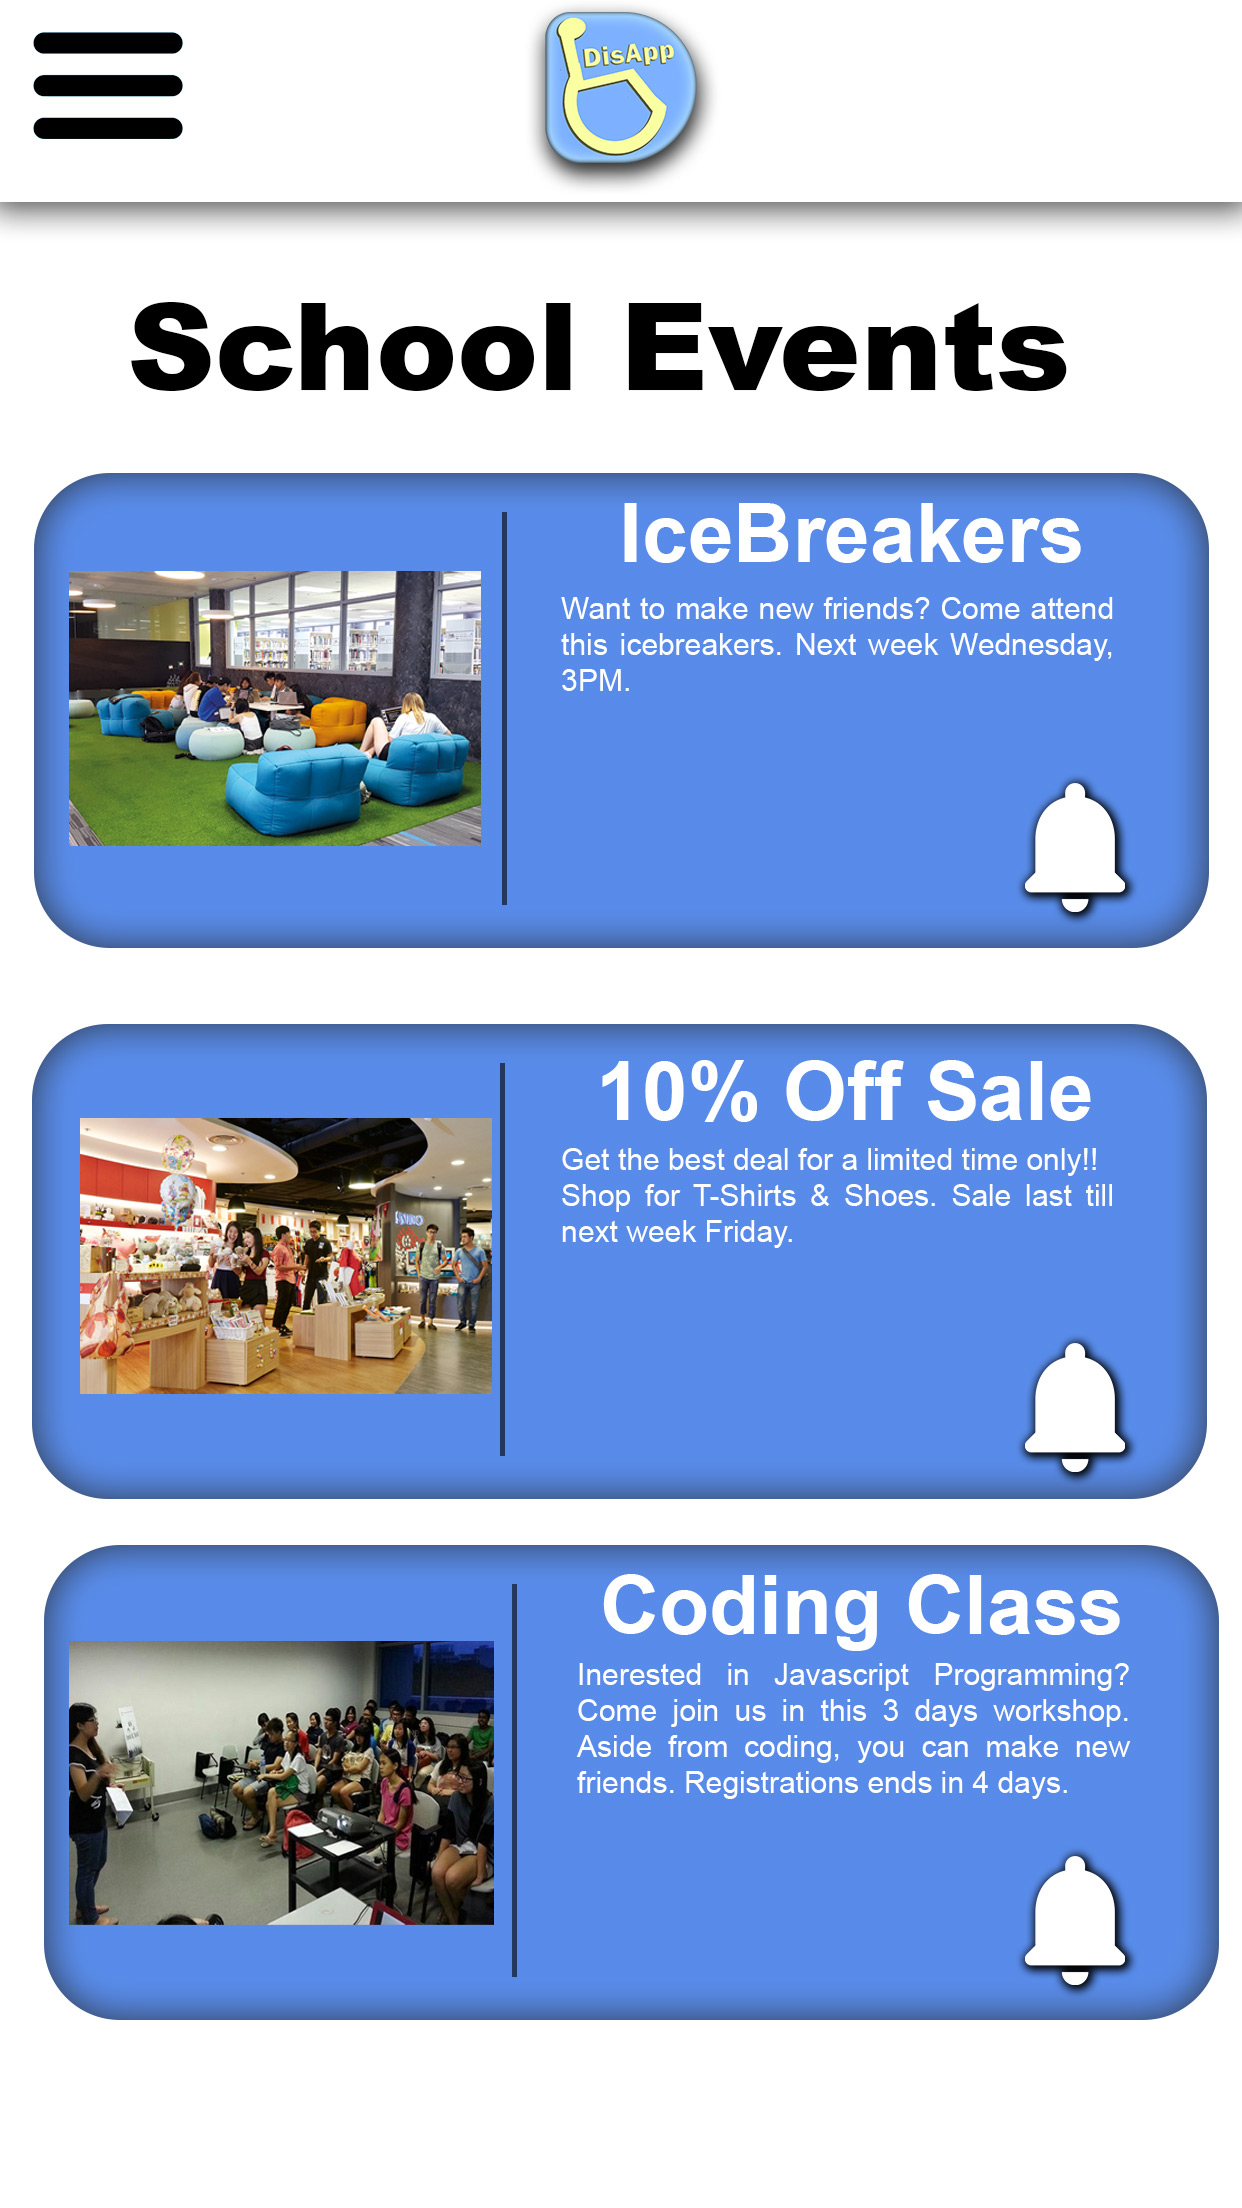 DisApp
School Events
IceBreakers
Want to make new friends? Come attend
this icebreakers. Next week Wednesday,
3PM.
10% Off Sale
Get the best deal for a limited time only!!
Shop for T-Shirts & Shoes. Sale last till
next week Friday.
Coding Class
Inerested in Javascript Programming?
Come join us in this 3 days workshop.
Aside from coding, you can make new
friends. Registrations ends in 4 days.